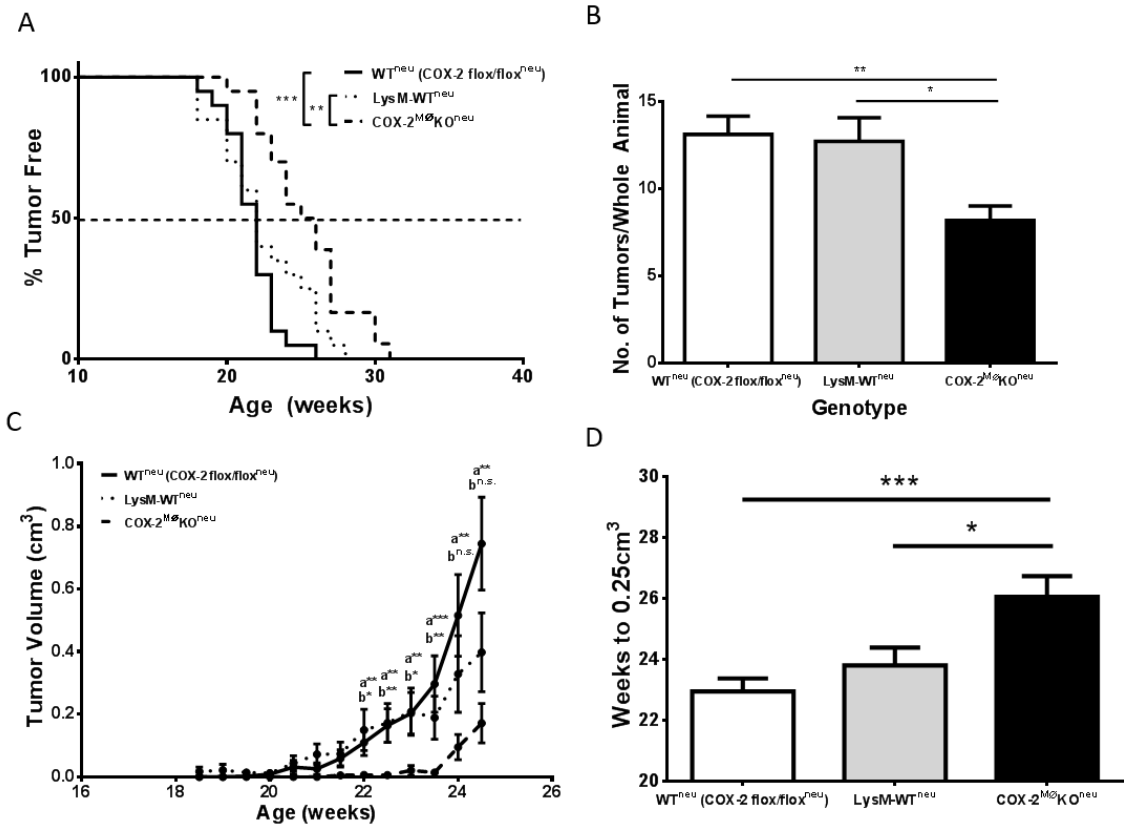 A
100
50
0
% Tumor Free
10 20 30 40
Age (weeks)
*** **
WTneu (COX-2 flox/floxneu)
LysM-WTneu
COX-2MØKOneu
B
**
*
15
10
5
0
No. of Tumors/Whole Animal
WTneu (COX-2 flox/floxneu) LysM-WTneu COX-2MØKOneu
Genotype
C
1.0
0.8
0.6
0.4
0.2
0.0
Tumor Volume (cm3)
WTneu (COX-2 flox/floxneu)
LysM-WTneu
COX-2MØKOneu
a**
b*
a**
b**
a**
b*
a***
b**
a**
bn.s.
a**
bn.s.
16 18 20 22 24 26
Age (weeks)
D
***
*
30
28
26
24
22
20
Weeks to 0.25cm3
WTneu (COX-2 flox/floxneu) LysM-WTneu COX-2MØKOneu